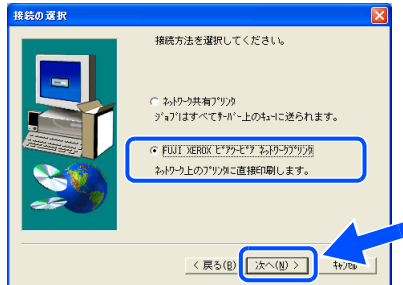 接続の選択
接続方法を選択してください。
ﾈｯﾄﾜｰｸ共有ﾌﾟﾘﾝﾀ
ｼﾞｮﾌﾞはすべてｻｰﾊﾞｰ上のｷｭｰに送られます。
FUJI XEROX ﾋﾟｱﾂｰﾋﾟｱ ﾈｯﾄﾜｰｸﾌﾟﾘﾝﾀ
ﾈｯﾄﾜｰｸ上のﾌﾟﾘﾝﾀに直接印刷します。
< 戻る(B) 次へ(N) > ｷｬﾝｾﾙ